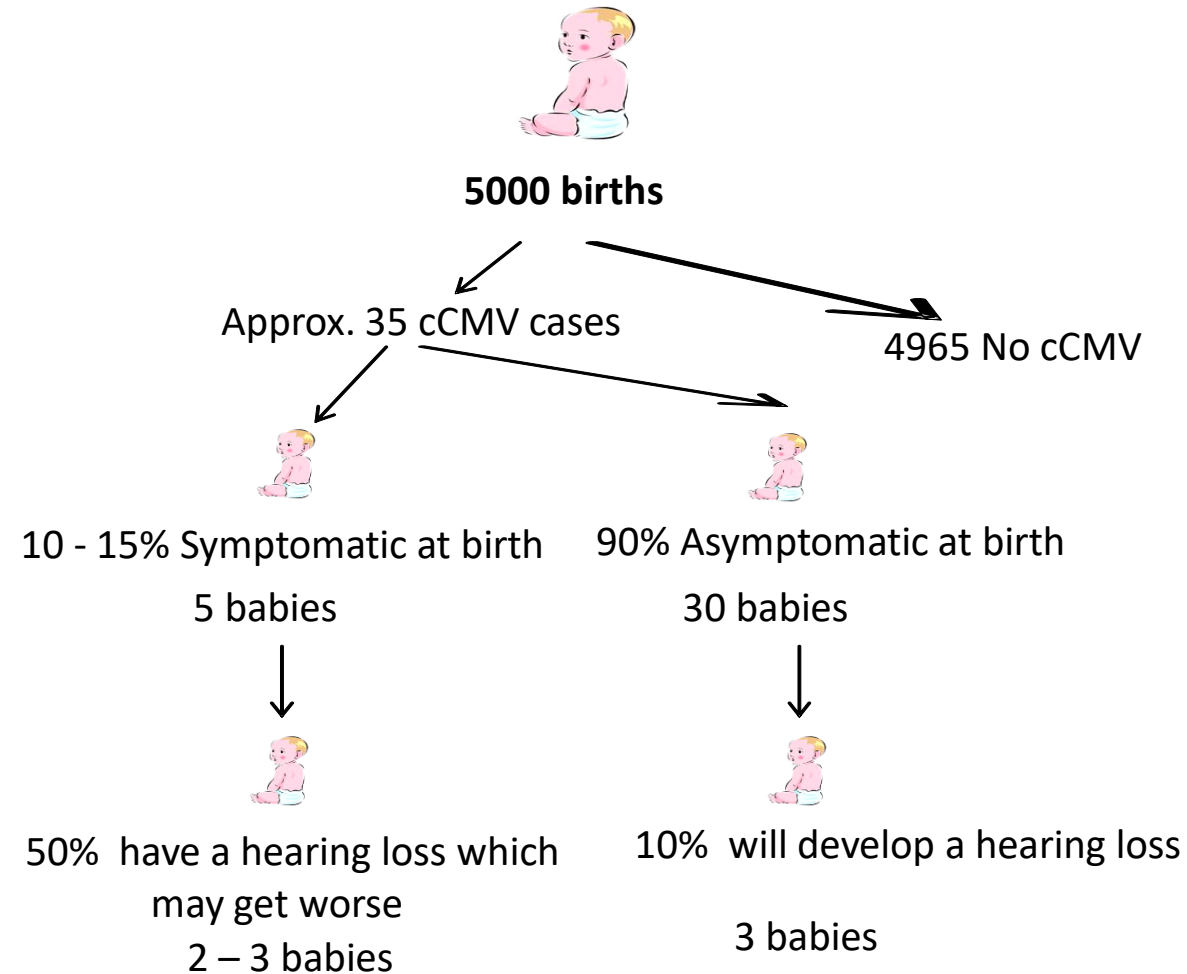 5000 births
Approx. 35 cCMV cases
4965 No cCMV
10 - 15% Symptomatic at birth
5 babies
90% Asymptomatic at birth
30 babies
50% have a hearing loss which
may get worse
2 – 3 babies
10% will develop a hearing loss
3 babies